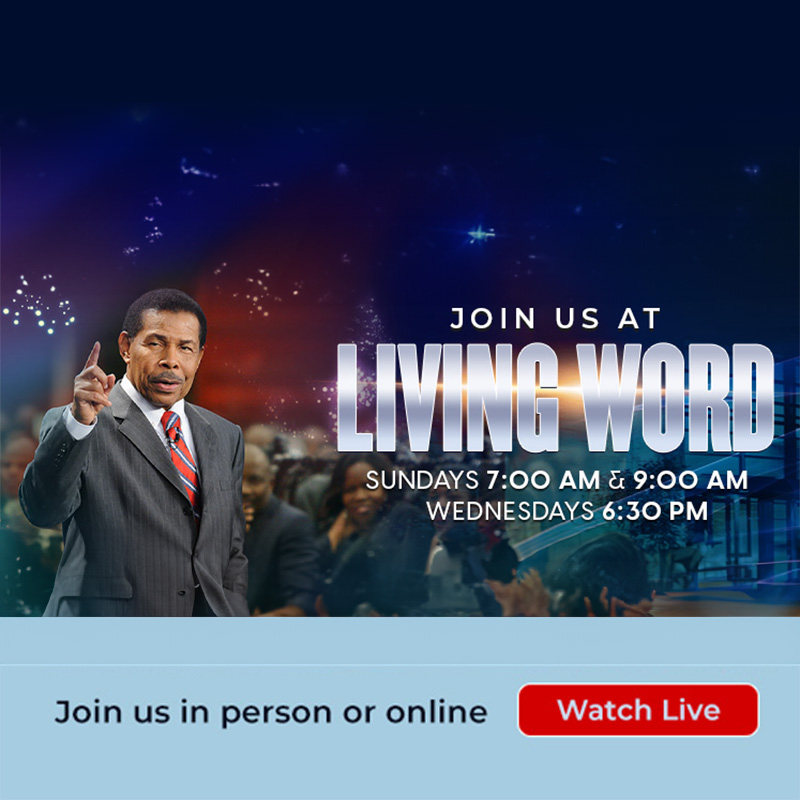 JOIN US AT
LIVING WORD
SUNDAYS 7:00 AM & 9:00 AM
WEDNESDAYS 6:30 PM
Join us in person or online
Watch Live